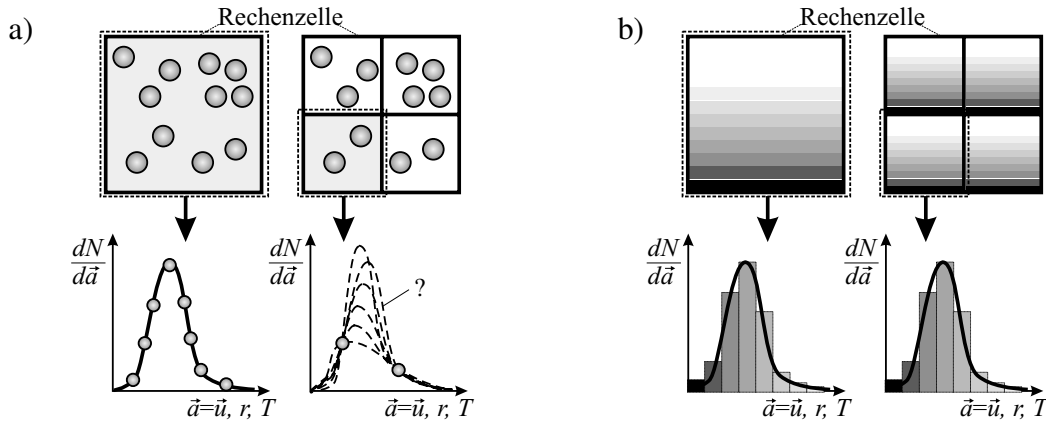 a)
Rechenzelle
dN
da⃗
a⃗=u⃗, r, T
?
dN
da⃗
a⃗=u⃗, r, T
b)
Rechenzelle
dN
da⃗
a⃗=u⃗, r, T
dN
da⃗
a⃗=u⃗, r, T